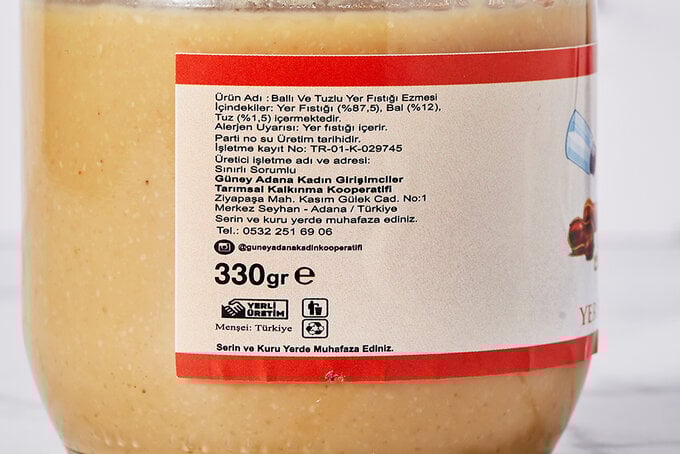 Ürün Adı : Ballı Ve Tuzlu Yer Fıstığı Ezmesi
İçindekiler: Yer Fıstığı (%87,5), Bal (%12),
Tuz (%1,5) içermektedir.
Alerjen Uyarısı: Yer fıstığı içerir.
Parti no su Üretim tarihidir.
İşletme kayıt No: TR-01-K-029745
Üretici işletme adı ve adresi:
Sınırlı Sorumlu
Güney Adana Kadın Girişimciler
Tarımsal Kalkınma Kooperatifi
Ziyapaşa Mah. Kasım Gülek Cad. No:1
Merkez Seyhan - Adana / Türkiye
Serin ve kuru yerde muhafaza ediniz.
Tel.: 0532 251 69 06
@guneyadanakadinkooperatifi
330gr e
YERLİ
ÜRETİM
Menşei: Türkiye
Serin ve Kuru Yerde Muhafaza Ediniz.